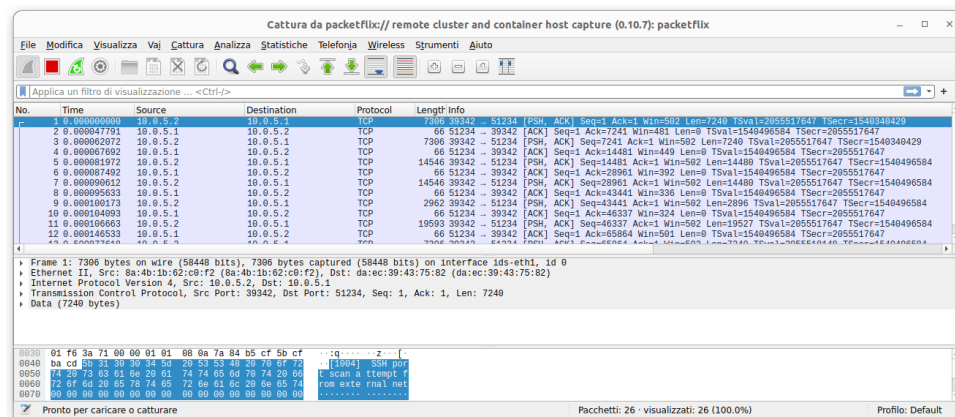 Cattura da packetflix:// remote cluster and container host capture (0.10.7): packetflix
File Modifica Visualizza Vai Cattura Analizza Statistiche Telefonia Wireless Strumenti Aiuto
Applica un filtro di visualizzazione ... <Ctrl-/>
No. Time Source Destination Protocol Length Info
1 0.000000000 10.0.5.2 10.0.5.1 TCP 7306 39342 → 51234 [PSH, ACK] Seq=1 Ack=1 Win=502 Len=7240 TSval=2055517647 TSecr=1540340429
2 0.000047791 10.0.5.1 10.0.5.2 TCP 66 51234 → 39342 [ACK] Seq=1 Ack=7241 Win=481 Len=0 TSval=1540496584 TSecr=2055517647
3 0.000062072 10.0.5.2 10.0.5.1 TCP 7306 39342 → 51234 [PSH, ACK] Seq=7241 Ack=1 Win=502 Len=7240 TSval=2055517647 TSecr=1540340429
4 0.000067692 10.0.5.1 10.0.5.2 TCP 66 51234 → 39342 [ACK] Seq=1 Ack=14481 Win=449 Len=0 TSval=1540496584 TSecr=2055517647
5 0.000081972 10.0.5.2 10.0.5.1 TCP 14546 39342 → 51234 [PSH, ACK] Seq=14481 Ack=1 Win=502 Len=14480 TSval=2055517647 TSecr=1540496584
6 0.000087492 10.0.5.1 10.0.5.2 TCP 66 51234 → 39342 [ACK] Seq=1 Ack=28961 Win=392 Len=0 TSval=1540496584 TSecr=2055517647
7 0.000090612 10.0.5.2 10.0.5.1 TCP 14546 39342 → 51234 [PSH, ACK] Seq=28961 Ack=1 Win=502 Len=14480 TSval=2055517647 TSecr=1540496584
8 0.000095633 10.0.5.1 10.0.5.2 TCP 66 51234 → 39342 [ACK] Seq=1 Ack=43441 Win=336 Len=0 TSval=1540496584 TSecr=2055517647
9 0.000100173 10.0.5.2 10.0.5.1 TCP 2962 39342 → 51234 [PSH, ACK] Seq=43441 Ack=1 Win=502 Len=2896 TSval=2055517647 TSecr=1540496584
10 0.000104093 10.0.5.1 10.0.5.2 TCP 66 51234 → 39342 [ACK] Seq=1 Ack=46337 Win=324 Len=0 TSval=1540496584 TSecr=2055517647
11 0.000106663 10.0.5.2 10.0.5.1 TCP 19593 39342 → 51234 [PSH, ACK] Seq=46337 Ack=1 Win=502 Len=19527 TSval=2055517647 TSecr=1540496584
12 0.000146533 10.0.5.1 10.0.5.2 TCP 66 51234 → 39342 [ACK] Seq=1 Ack=65864 Win=501 Len=0 TSval=1540496584 TSecr=2055517647
Frame 1: 7306 bytes on wire (58448 bits), 7306 bytes captured (58448 bits) on interface ids-eth1, id 0
Ethernet II, Src: 8a:4b:1b:62:c0:f2 (8a:4b:1b:62:c0:f2), Dst: da:ec:39:43:75:82 (da:ec:39:43:75:82)
Internet Protocol Version 4, Src: 10.0.5.2, Dst: 10.0.5.1
Transmission Control Protocol, Src Port: 39342, Dst Port: 51234, Seq: 1, Ack: 1, Len: 7240
Data (7240 bytes)
0030 01 f6 3a 71 00 00 01 01 08 0a 7a 84 b5 cf 5b cf ··:q···· ··z···[·
0040 ba cd 5b 31 30 30 34 5d 20 53 53 48 20 70 6f 72 ··[1004] SSH por
0050 74 20 73 63 61 6e 20 61 74 74 65 6d 70 74 20 66 t scan a ttempt f
0060 72 6f 6d 20 65 78 74 65 72 6e 61 6c 20 6e 65 74 rom exte rnal net
0070 00 00 00 00 00 00 00 00 00 00 00 00 00 00 00 00 ········ ········
Pronto per caricare o catturare Pacchetti: 26 · visualizzati: 26 (100.0%) Profilo: Default